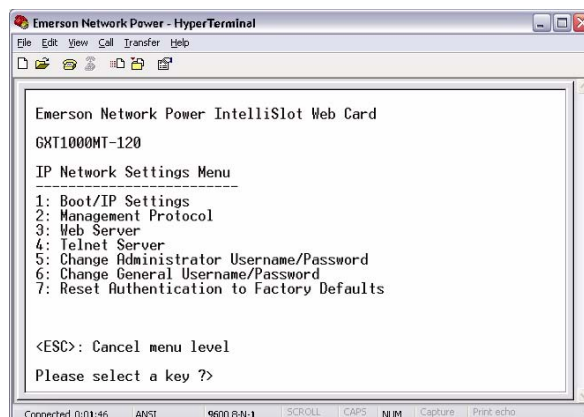 Emerson Network Power - HyperTerminal
File Edit View Call Transfer Help
Emerson Network Power IntelliSlot Web Card
GXT1000MT-120
IP Network Settings Menu
--------------------------
1: Boot/IP Settings
2: Management Protocol
3: Web Server
4: Telnet Server
5: Change Administrator Username/Password
6: Change General Username/Password
7: Reset Authentication to Factory Defaults
<ESC>: Cancel menu level
Please select a key ?>
Connected 0:01:46 ANSI 9600 8-N-1 SCROLL CAPS NUM Capture Print echo